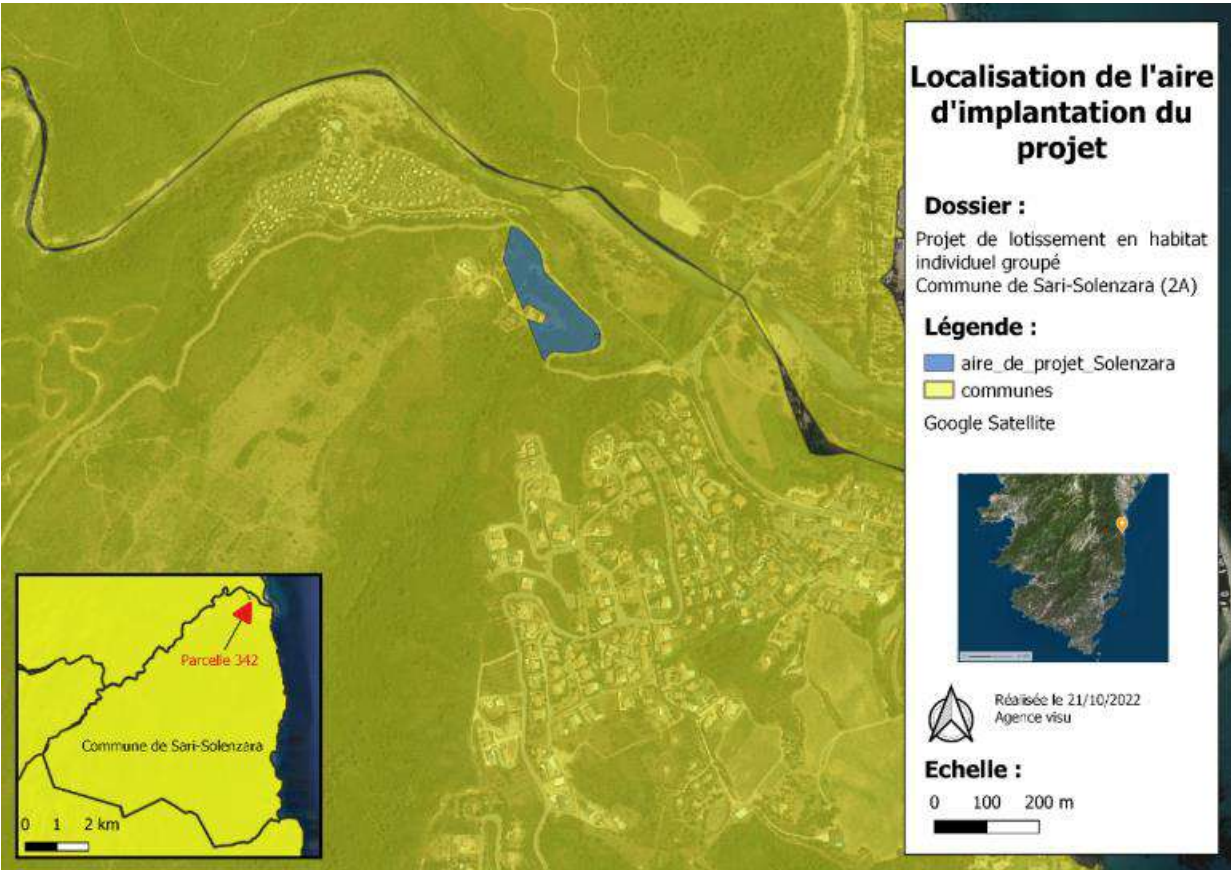 Localisation de l'aire
d'implantation du
projet
Dossier :
Projet de lotissement en habitat
individuel groupé
Commune de Sari-Solenzara (2A)
Légende :
aire_de_projet_Solenzara
communes
Google Satellite
Réalisée le 21/10/2022
Agence visu
Echelle :
0 100 200 m
Parcelle 342
Commune de Sari-Solenzara
0 1 2 km